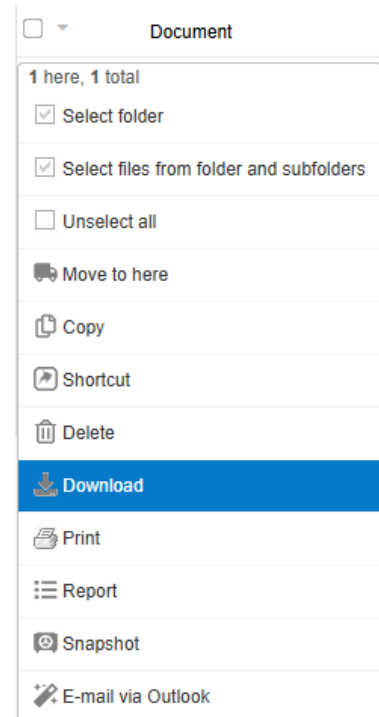 Document
1 here, 1 total
Select folder
Select files from folder and subfolders
Unselect all
Move to here
Copy
Shortcut
Delete
Download
Print
Report
Snapshot
E-mail via Outlook